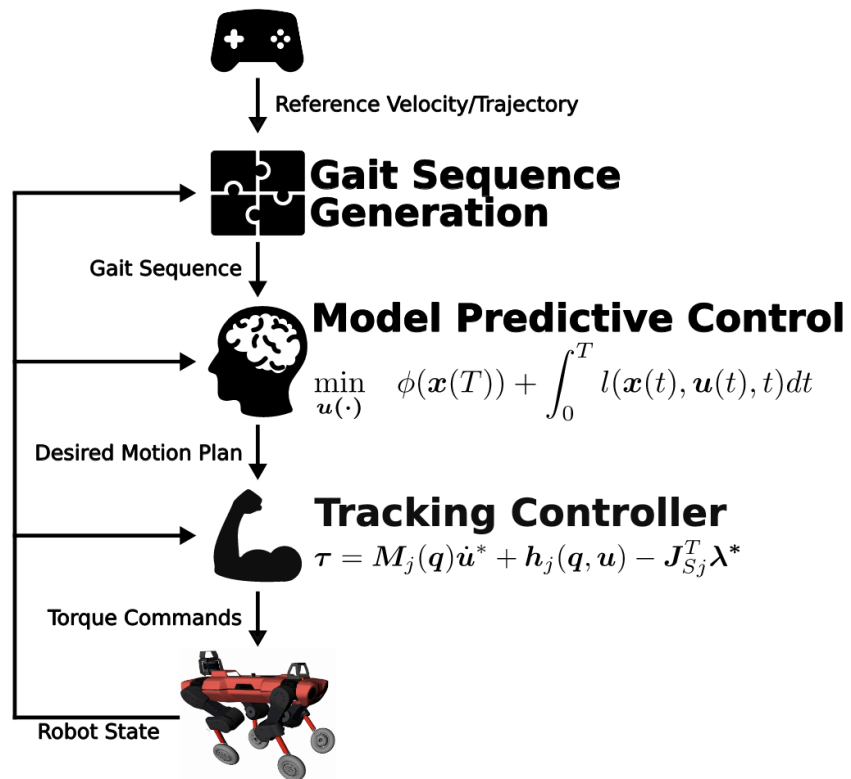 Reference Velocity/Trajectory
Gait Sequence
Generation
Gait Sequence
Model Predictive Control
min ϕ(x(T)) + ∫₀ᵀ l(x(t), u(t), t)dt
u(·)
Desired Motion Plan
Tracking Controller
τ = M_j(q)u̇* + h_j(q, u) − J_{Sj}^T λ*
Torque Commands
Robot State